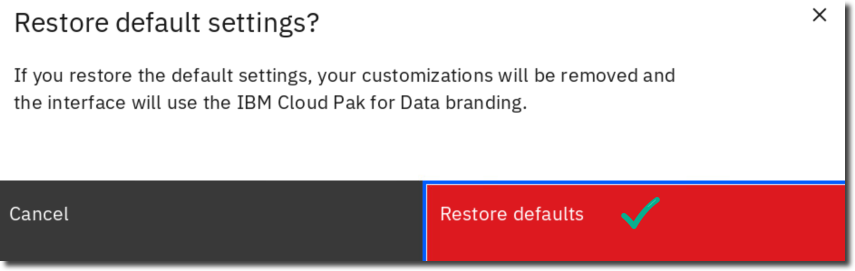 Restore default settings?
If you restore the default settings, your customizations will be removed and
the interface will use the IBM Cloud Pak for Data branding.
Cancel
Restore defaults